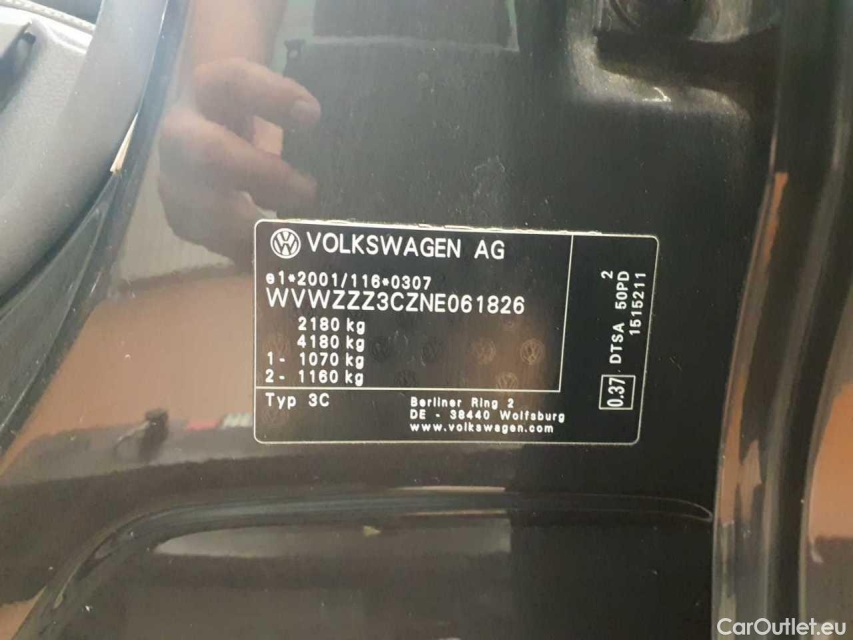 VOLKSWAGEN AG
e1*2001/116*0307
WVWZZZ3CZNE061826
2180 kg
4180 kg
1- 1070 kg
2- 1160 kg
Typ 3C
Berliner Ring 2
DE - 38440 Wolfsburg
www.volkswagen.com
0.37 DTSA 50PD 2
1515211
CarOutlet.eu